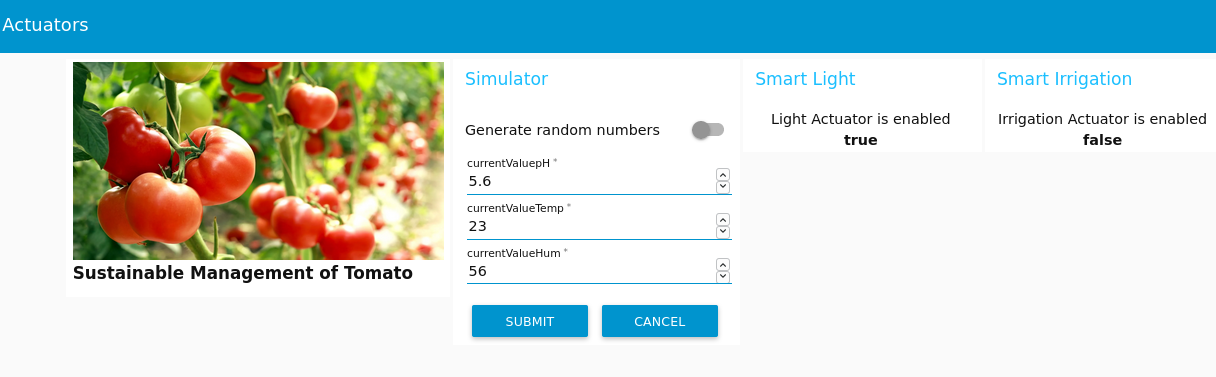 Actuators
Sustainable Management of Tomato
Simulator
Generate random numbers
currentValuepH *
5.6
currentValueTemp *
23
currentValueHum *
56
SUBMIT
CANCEL
Smart Light
Light Actuator is enabled
true
Smart Irrigation
Irrigation Actuator is enabled
false